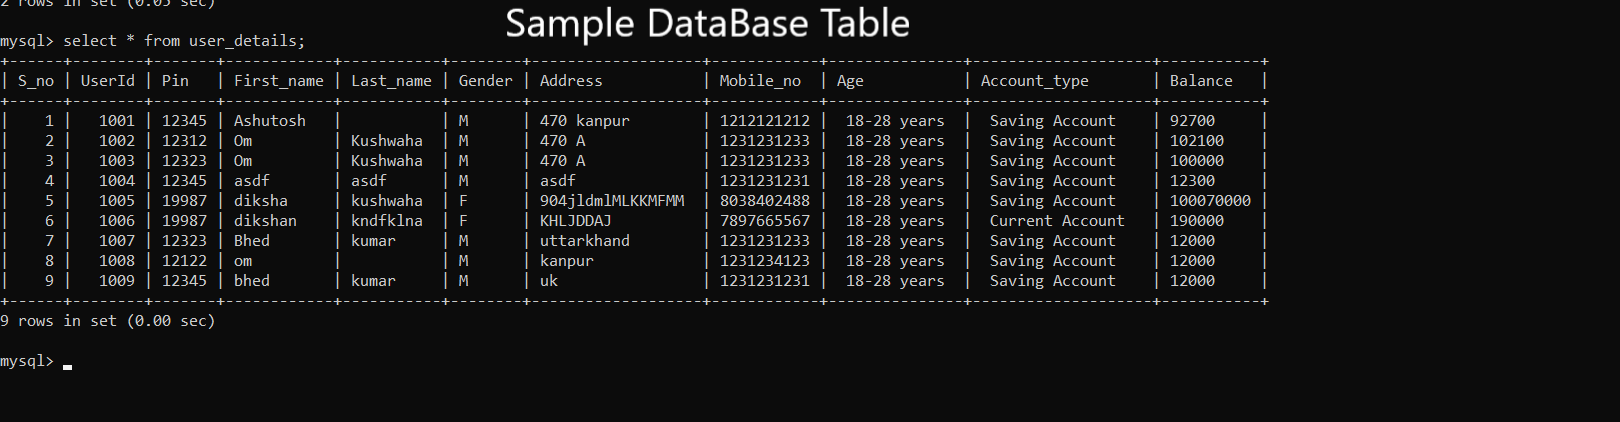 2 rows in set (0.05 sec)
Sample DataBase Table
mysql> select * from user_details;
+------+--------+-------+------------+-----------+--------+------------------+------------+---------------+--------------------+-----------+
| S_no | UserId | Pin   | First_name | Last_name | Gender | Address          | Mobile_no  | Age           | Account_type       | Balance   |
+------+--------+-------+------------+-----------+--------+------------------+------------+---------------+--------------------+-----------+
|    1 |   1001 | 12345 | Ashutosh   |           | M      | 470 kanpur       | 1212121212 |  18-28 years  |  Saving Account    | 92700     |
|    2 |   1002 | 12312 | Om         | Kushwaha  | M      | 470 A            | 1231231233 |  18-28 years  |  Saving Account    | 102100    |
|    3 |   1003 | 12323 | Om         | Kushwaha  | M      | 470 A            | 1231231233 |  18-28 years  |  Saving Account    | 100000    |
|    4 |   1004 | 12345 | asdf       | asdf      | M      | asdf             | 1231231231 |  18-28 years  |  Saving Account    | 12300     |
|    5 |   1005 | 19987 | diksha     | kushwaha  | F      | 904jldmlMLKKMFMM | 8038402488 |  18-28 years  |  Saving Account    | 100070000 |
|    6 |   1006 | 19987 | dikshan    | kndfklna  | F      | KHLJDDAJ         | 7897665567 |  18-28 years  |  Current Account   | 190000    |
|    7 |   1007 | 12323 | Bhed       | kumar     | M      | uttarkhand       | 1231231233 |  18-28 years  |  Saving Account    | 12000     |
|    8 |   1008 | 12122 | om         |           | M      | kanpur           | 1231234123 |  18-28 years  |  Saving Account    | 12000     |
|    9 |   1009 | 12345 | bhed       | kumar     | M      | uk               | 1231231231 |  18-28 years  |  Saving Account    | 12000     |
+------+--------+-------+------------+-----------+--------+------------------+------------+---------------+--------------------+-----------+
9 rows in set (0.00 sec)
mysql>